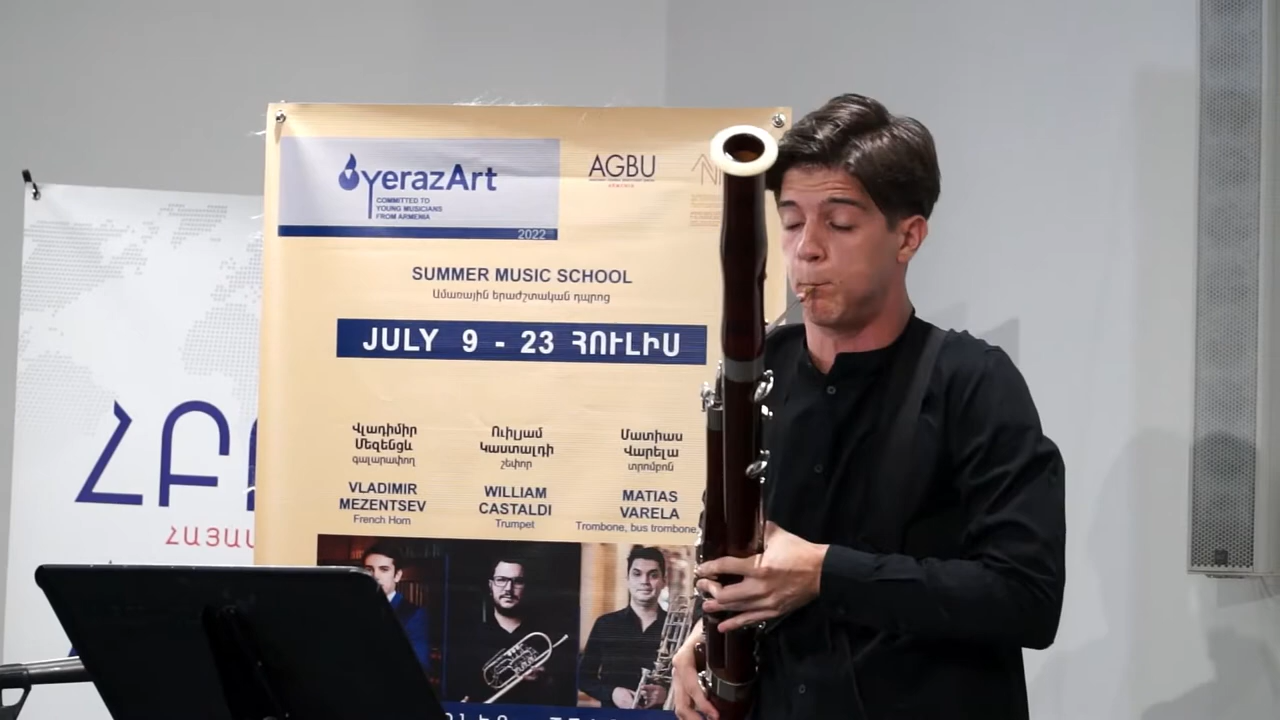 yerazArt
COMMITTED TO
YOUNG MUSICIANS
FROM ARMENIA
2022
AGBU
SUMMER MUSIC SCHOOL
Ամառային երաժշտական դպրոց
JULY 9 - 23 ՀՈՒԼԻՍ
Վլադիմիր
Մեզենցև
գալարափող
Ուիլյամ
Կաստալդի
շեփոր
Մատիաս
Վարելա
տրոմբոն
VLADIMIR
MEZENTSEV
French Horn
WILLIAM
CASTALDI
Trumpet
MATIAS
VARELA
Trombone, bus trombone,